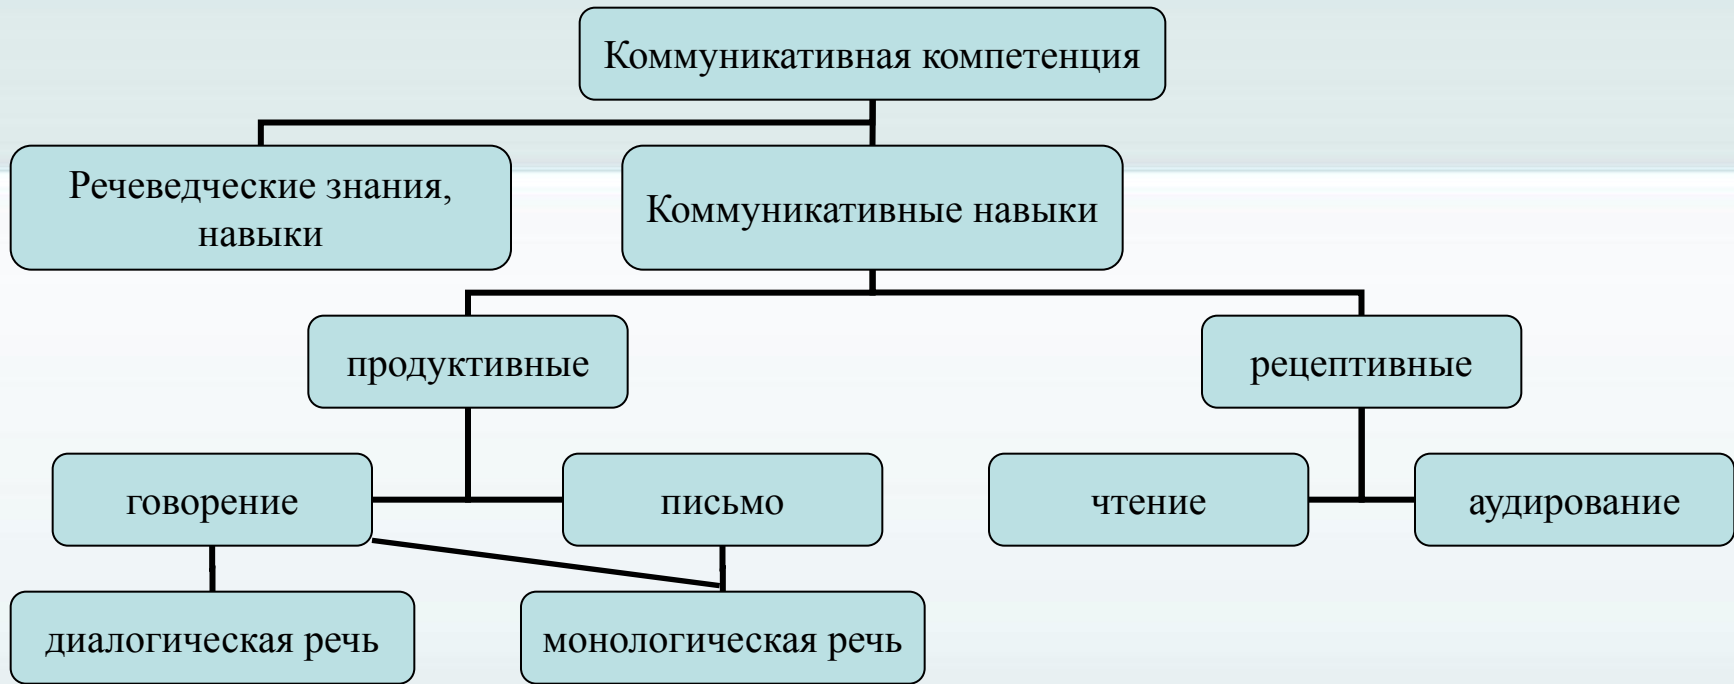 Коммуникативная компетенция
Речеведческие знания,
навыки
Коммуникативные навыки
продуктивные
рецептивные
говорение
письмо
чтение
аудирование
диалогическая речь
монологическая речь